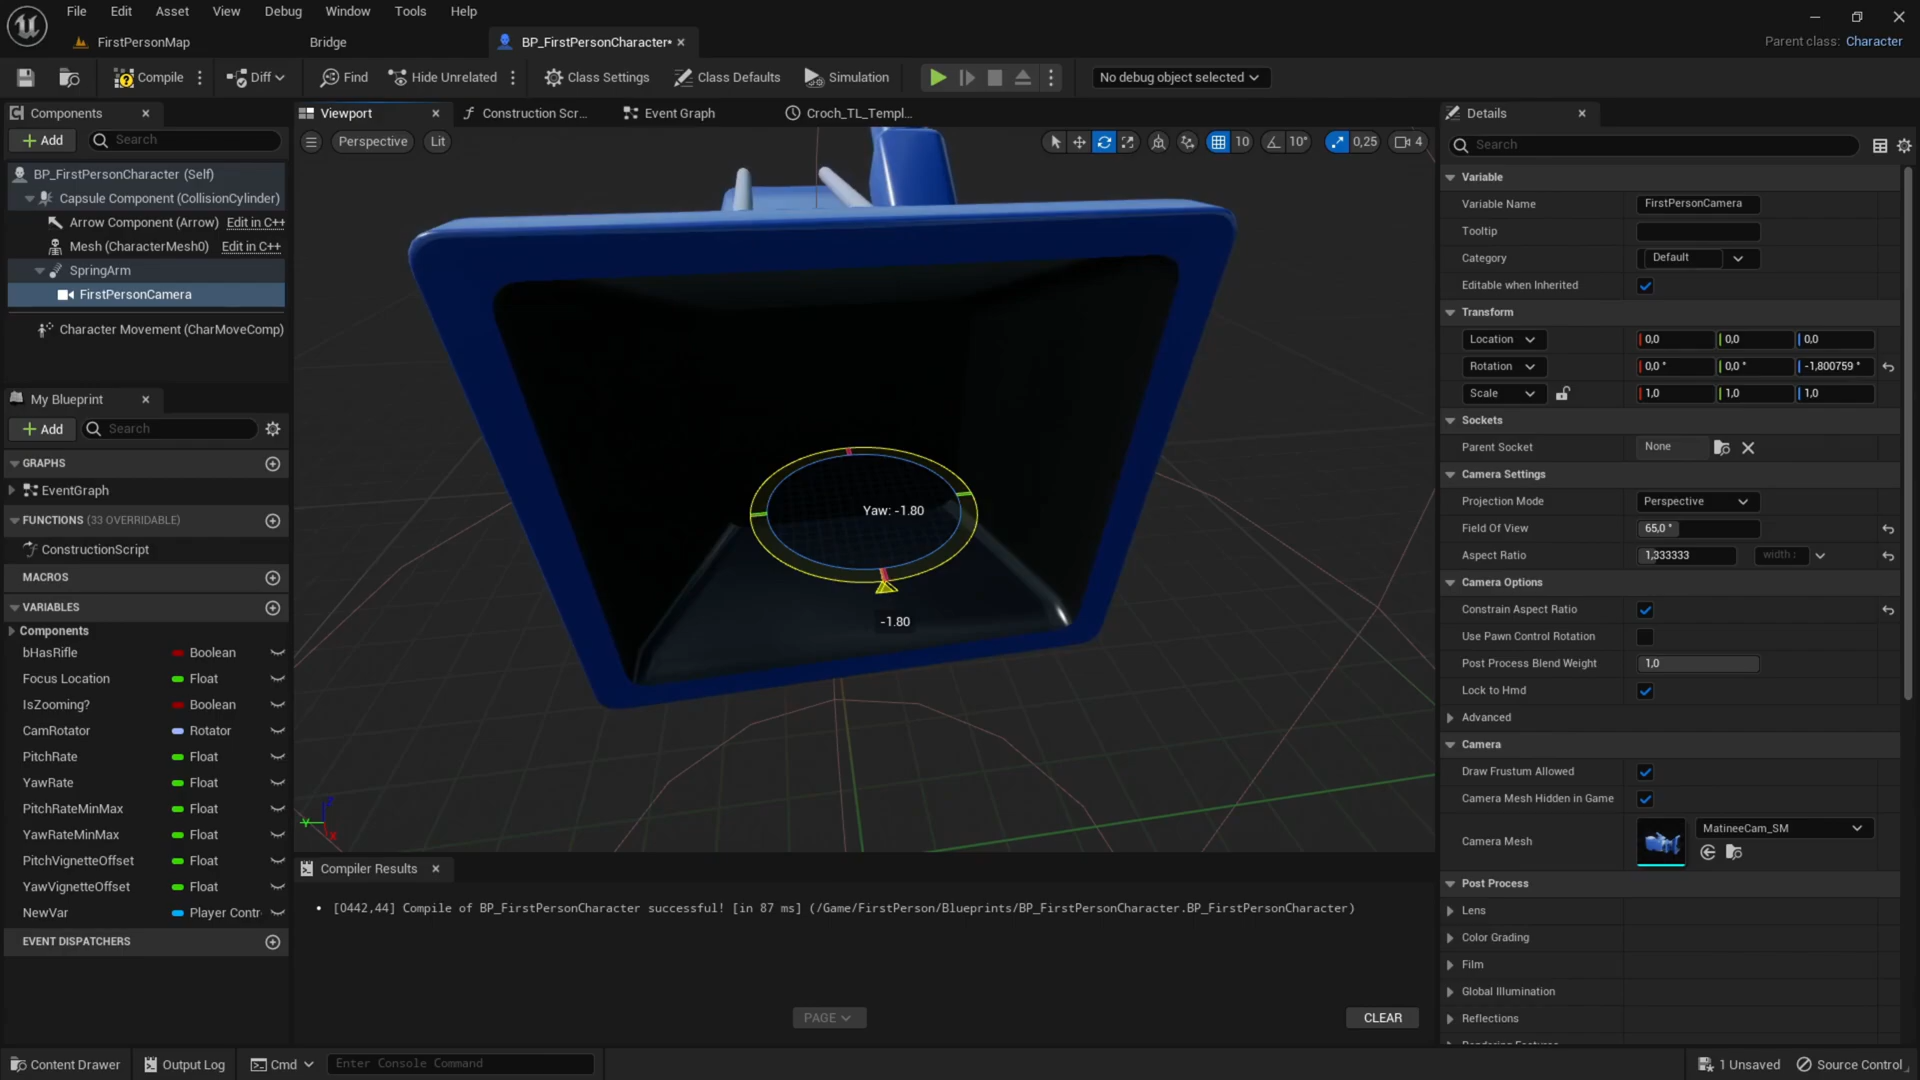 File Edit Asset View Debug Window Tools Help
FirstPersonMap Bridge BP_FirstPersonCharacter* Parent class: Character
Compile Diff Find Hide Unrelated Class Settings Class Defaults Simulation No debug object selected
Components
Add Search
BP_FirstPersonCharacter (Self)
Capsule Component (CollisionCylinder)
Arrow Component (Arrow) Edit in C++
Mesh (CharacterMesh0) Edit in C++
SpringArm
FirstPersonCamera
Character Movement (CharMoveComp)
My Blueprint
Add Search
GRAPHS
EventGraph
FUNCTIONS (33 OVERRIDABLE)
ConstructionScript
MACROS
VARIABLES
Components
bHasRifle Boolean
Focus Location Float
IsZooming? Boolean
CamRotator Rotator
PitchRate Float
YawRate Float
PitchRateMinMax Float
YawRateMinMax Float
PitchVignetteOffset Float
YawVignetteOffset Float
NewVar Player Contr
EVENT DISPATCHERS
Viewport Construction Scr... Event Graph Croch_TL_Templ...
Perspective Lit 10 10° 0,25 4
Yaw: -1.80
-1.80
Z
Y
X
Compiler Results
[0442,44] Compile of BP_FirstPersonCharacter successful! [in 87 ms] (/Game/FirstPerson/Blueprints/BP_FirstPersonCharacter.BP_FirstPersonCharacter)
PAGE CLEAR
Details
Search
Variable
Variable Name FirstPersonCamera
Tooltip
Category Default
Editable when Inherited
Transform
Location 0,0 0,0 0,0
Rotation 0,0 ° 0,0 ° -1,800759 °
Scale 1,0 1,0 1,0
Sockets
Parent Socket None
Camera Settings
Projection Mode Perspective
Field Of View 65,0 °
Aspect Ratio 1,333333 width :
Camera Options
Constrain Aspect Ratio
Use Pawn Control Rotation
Post Process Blend Weight 1,0
Lock to Hmd
Advanced
Camera
Draw Frustum Allowed
Camera Mesh Hidden in Game
Camera Mesh MatineeCam_SM
Post Process
Lens
Color Grading
Film
Global Illumination
Reflections
Content Drawer Output Log Cmd Enter Console Command 1 Unsaved Source Control